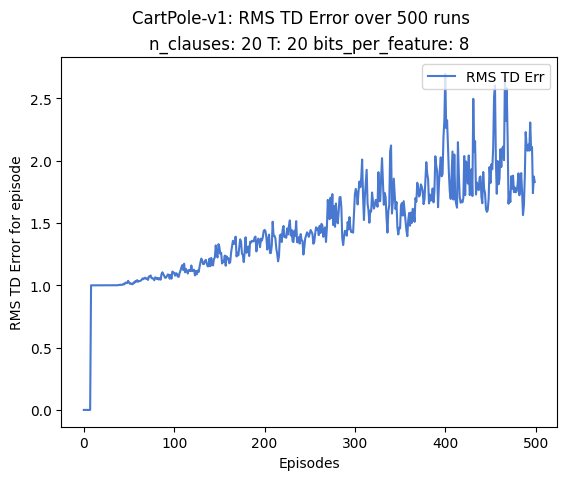 CartPole-v1: RMS TD Error over 500 runs
n_clauses: 20 T: 20 bits_per_feature: 8
RMS TD Err
2.5
2.0
1.5
1.0
0.5
0.0
RMS TD Error for episode
0 100 200 300 400 500
Episodes